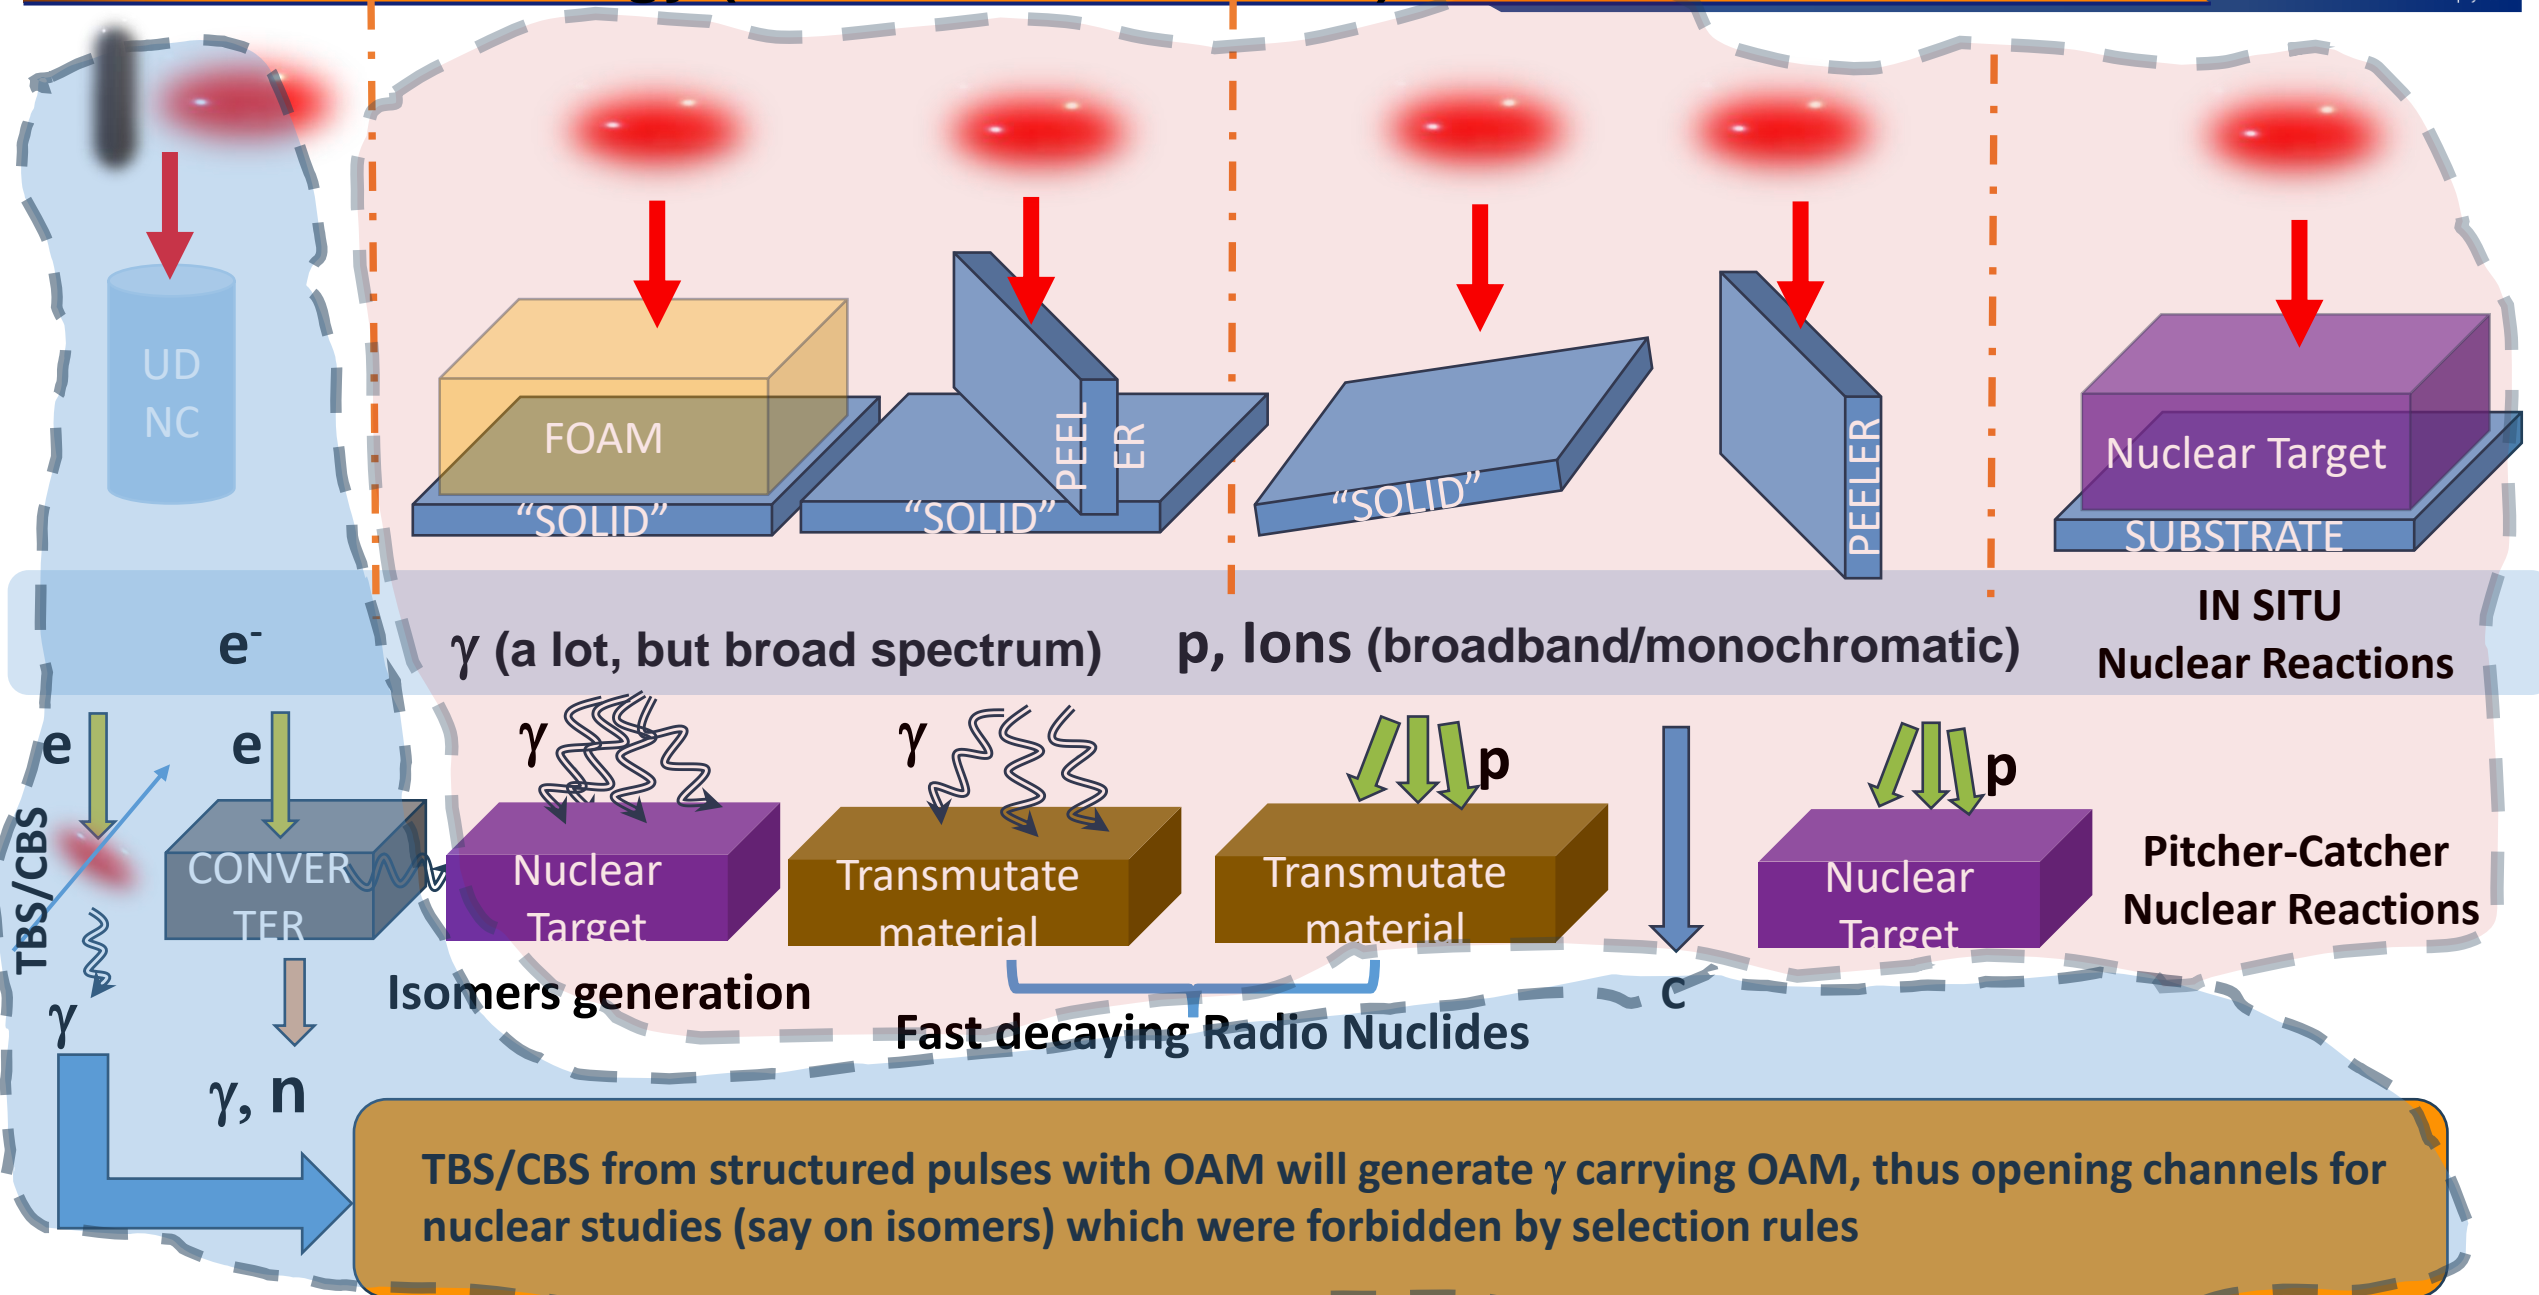 UD
NC
FOAM
“SOLID”
PEEL
ER
“SOLID”
“SOLID”
PEELER
Nuclear Target
SUBSTRATE
e-
γ (a lot, but broad spectrum)
p, Ions (broadband/monochromatic)
IN SITU
Nuclear Reactions
e
e
γ
γ
p
p
TBS/CBS
CONVER
TER
Nuclear
Target
Transmutate
material
Transmutate
material
Nuclear
Target
Pitcher-Catcher
Nuclear Reactions
γ
Isomers generation
C
Fast decaying Radio Nuclides
γ, n
TBS/CBS from structured pulses with OAM will generate γ carrying OAM, thus opening channels for
nuclear studies (say on isomers) which were forbidden by selection rules